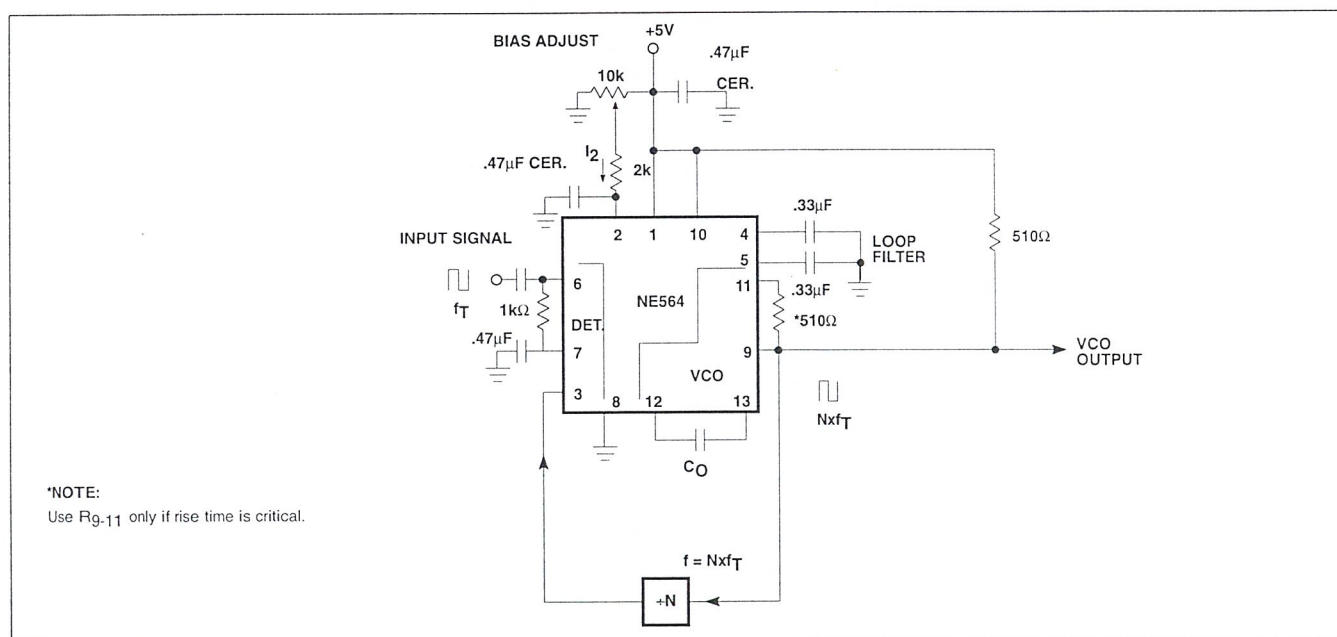 +5V
BIAS ADJUST
.47µF
CER.
10k
I2
2k
.47µF CER.
.33µF
LOOP
FILTER
510Ω
INPUT SIGNAL
2
1
10
4
5
6
11
NE564
.33µF
*510Ω
fT
1kΩ
DET.
.47µF
7
9
VCO
OUTPUT
VCO
3
8
12
13
NxfT
CO
*NOTE:
Use R9-11 only if rise time is critical.
f = NxfT
÷N